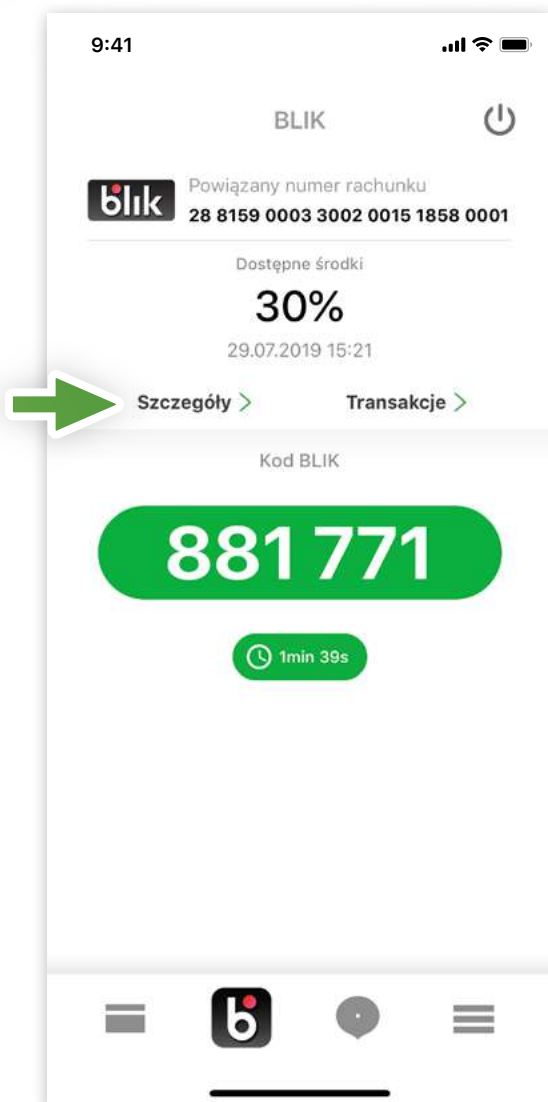 9:41
BLIK
blik
Powiązany numer rachunku
28 8159 0003 3002 0015 1858 0001
Dostępne środki
30%
29.07.2019 15:21
Szczegóły
Transakcje
Kod BLIK
881 771
1min 39s
b